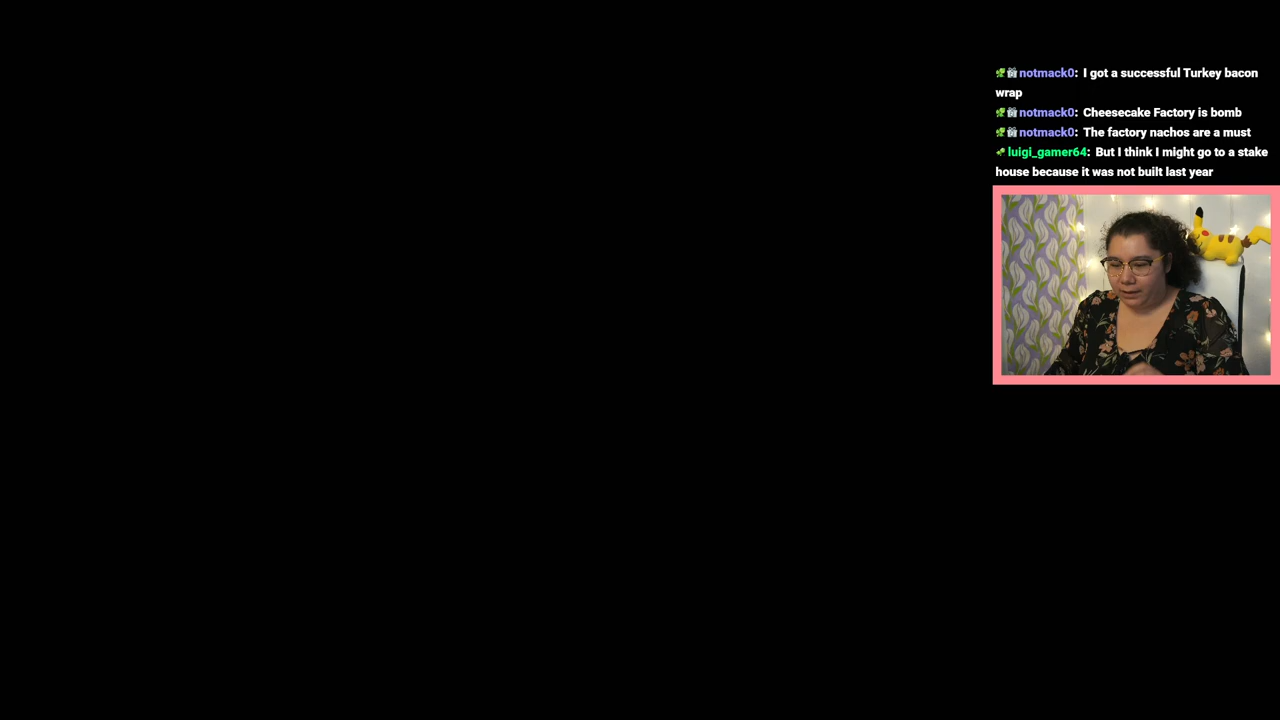 notmack0: I got a successful Turkey bacon
wrap
notmack0: Cheesecake Factory is bomb
notmack0: The factory nachos are a must
luigi_gamer64: But I think I might go to a stake
house because it was not built last year